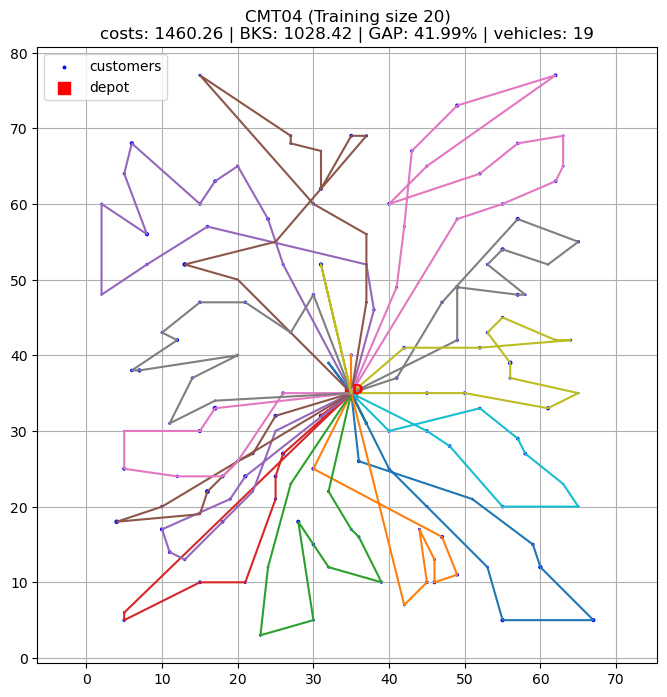 CMT04 (Training size 20)
costs: 1460.26 | BKS: 1028.42 | GAP: 41.99% | vehicles: 19
customers
depot
80
70
60
50
40
30
20
10
0
D
0 10 20 30 40 50 60 70